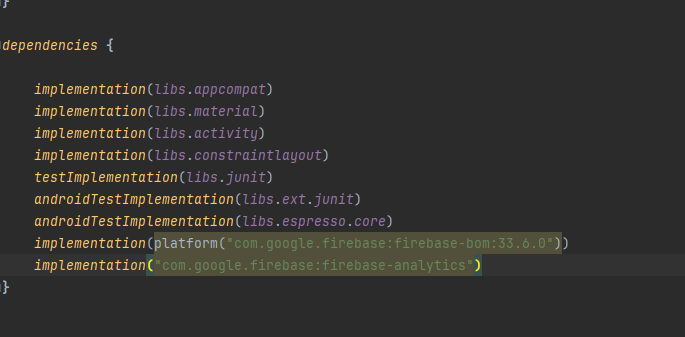 }
dependencies {
implementation(libs.appcompat)
implementation(libs.material)
implementation(libs.activity)
implementation(libs.constraintlayout)
testImplementation(libs.junit)
androidTestImplementation(libs.ext.junit)
androidTestImplementation(libs.espresso.core)
implementation(platform("com.google.firebase:firebase-bom:33.6.0"))
implementation("com.google.firebase:firebase-analytics")
}